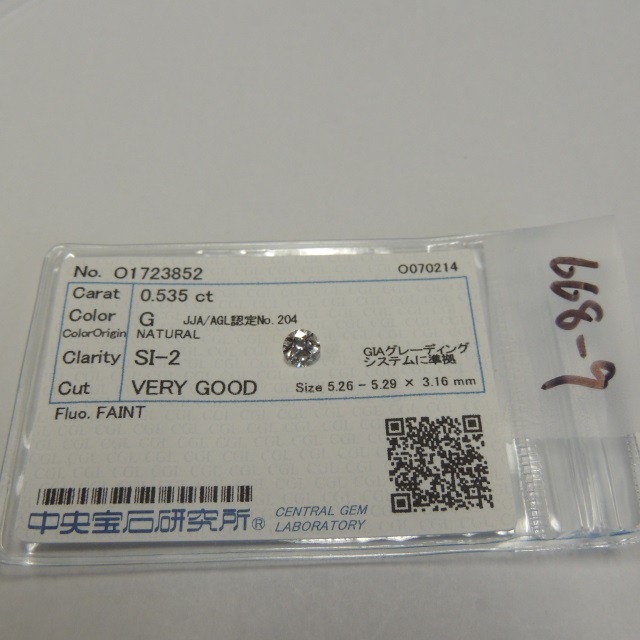 No. O1723852
O070214
Carat 0.535 ct
Color G JJA/AGL認定No. 204
ColorOrigin NATURAL
Clarity SI-2
GIAグレーディング
システムに準拠
Cut VERY GOOD
Size 5.26 - 5.29 × 3.16 mm
Fluo. FAINT
中央宝石研究所®
CENTRAL GEM
LABORATORY
668-9